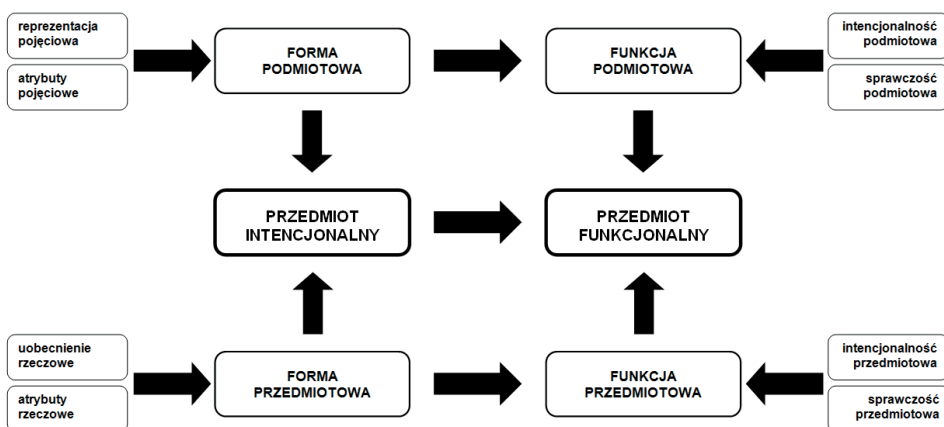 reprezentacja
pojęciowa
atrybuty
pojęciowe
FORMA
PODMIOTOWA
FUNKCJA
PODMIOTOWA
intencjonalność
podmiotowa
sprawczość
podmiotowa
PRZEDMIOT
INTENCJONALNY
PRZEDMIOT
FUNKCJONALNY
uobecnienie
rzeczowe
atrybuty
rzeczowe
FORMA
PRZEDMIOTOWA
FUNKCJA
PRZEDMIOTOWA
intencjonalność
przedmiotowa
sprawczość
przedmiotowa